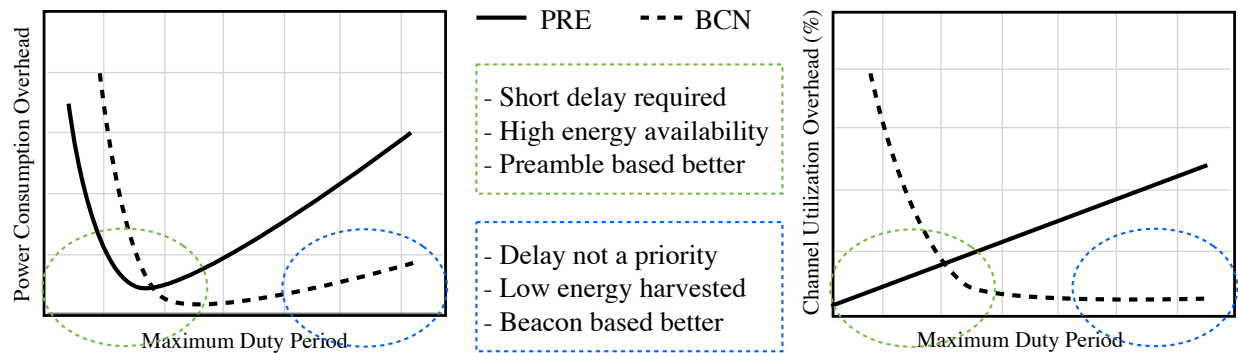 Power Consumption Overhead
Maximum Duty Period
PRE
BCN
- Short delay required
- High energy availability
- Preamble based better
- Delay not a priority
- Low energy harvested
- Beacon based better
Channel Utilization Overhead (%)
Maximum Duty Period